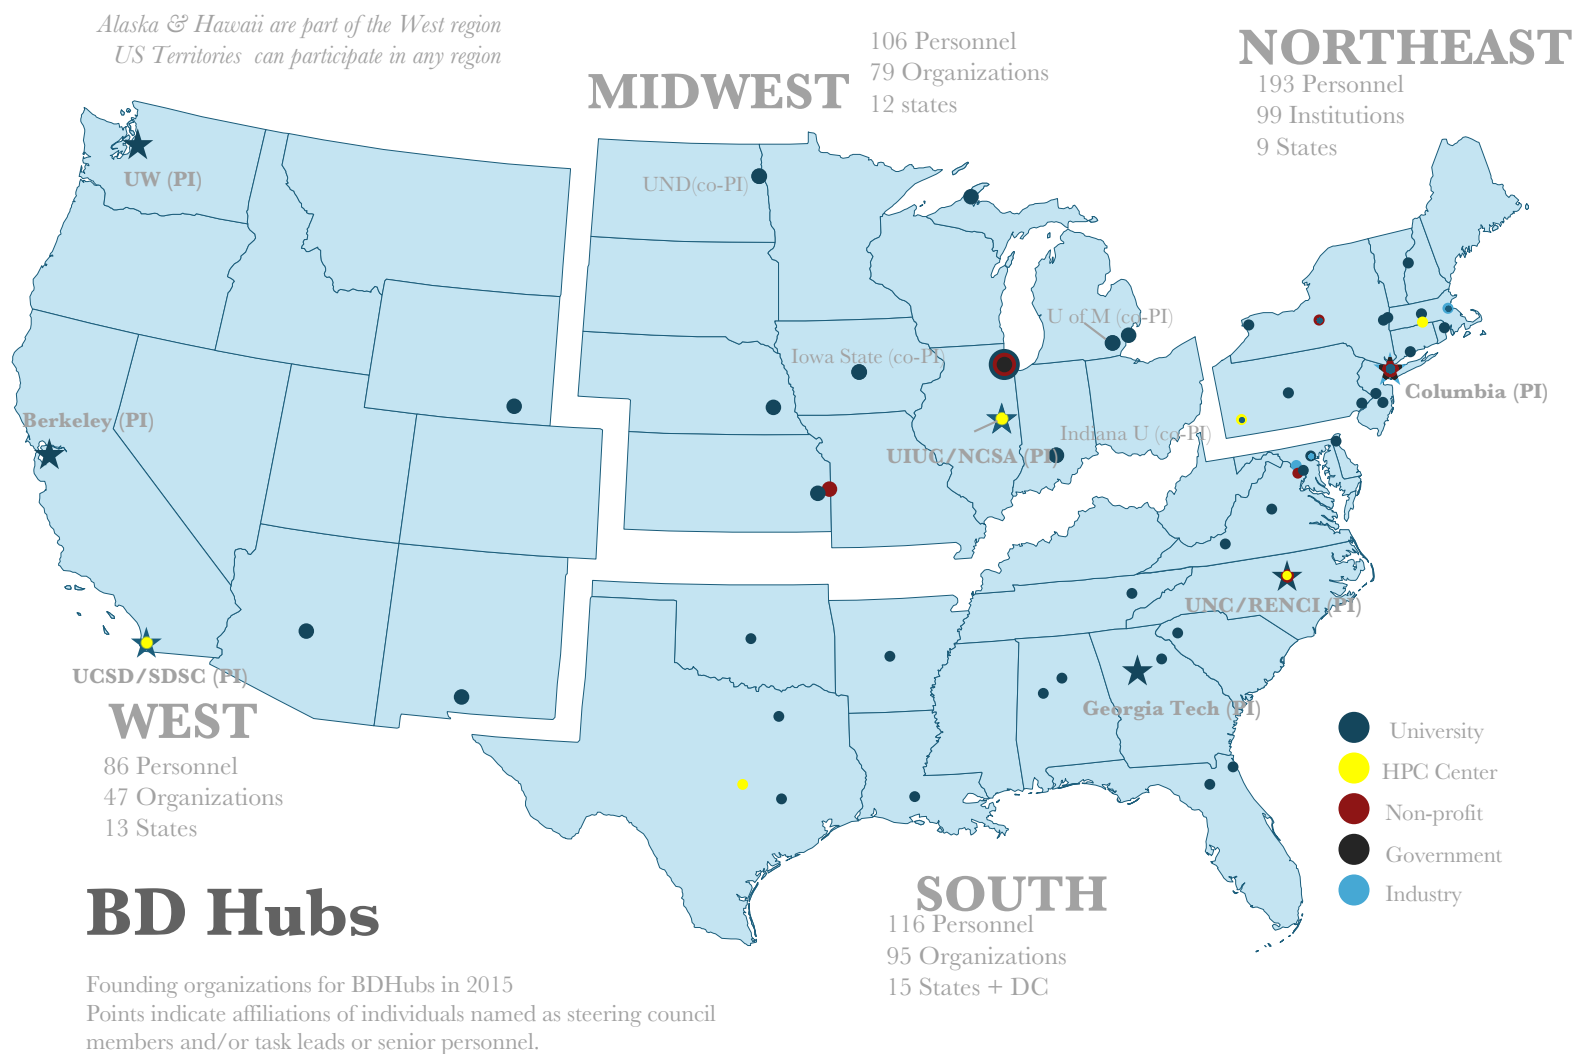 Alaska & Hawaii are part of the West region
US Territories can participate in any region
MIDWEST
106 Personnel
79 Organizations
12 states
NORTHEAST
193 Personnel
99 Institutions
9 States
UW (PI)
UND(co-PI)
U of M (co-PI)
Iowa State (co-PI)
Columbia (PI)
Berkeley (PI)
Indiana U (co-PI)
UIUC/NCSA (PI)
UNC/RENCI (PI)
UCSD/SDSC (PI)
Georgia Tech (PI)
WEST
86 Personnel
47 Organizations
13 States
University
HPC Center
Non-profit
Government
Industry
SOUTH
116 Personnel
95 Organizations
15 States + DC
BD Hubs
Founding organizations for BDHubs in 2015
Points indicate affiliations of individuals named as steering council
members and/or task leads or senior personnel.